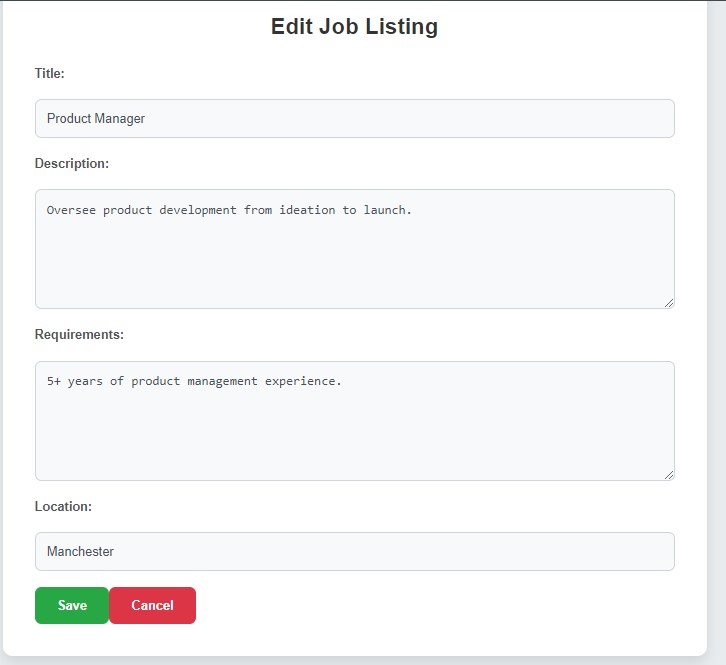 Edit Job Listing
Title:
Product Manager
Description:
Oversee product development from ideation to launch.
Requirements:
5+ years of product management experience.
Location:
Manchester
Save Cancel